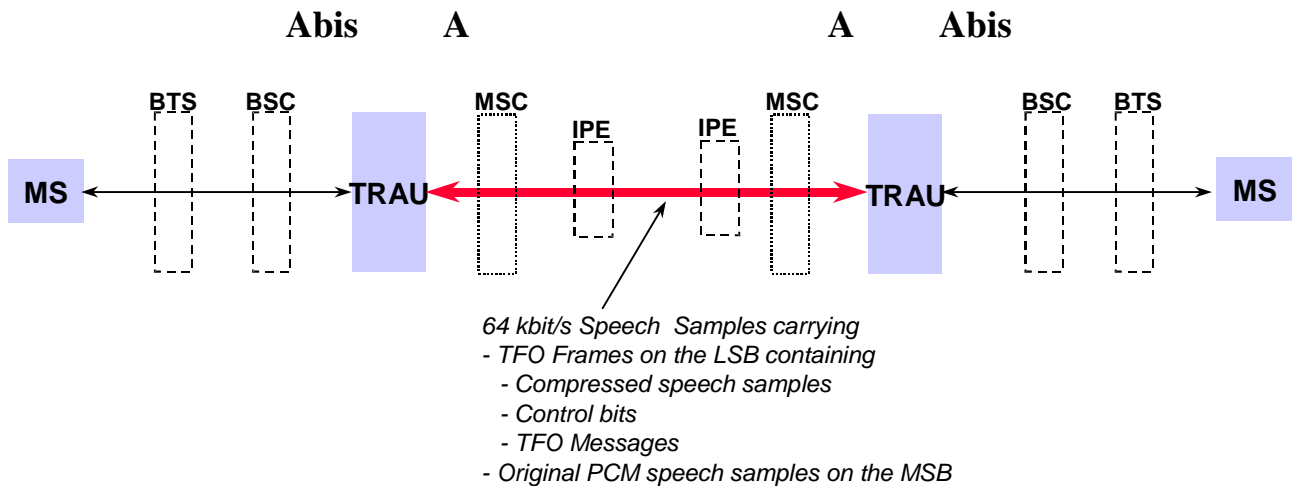 Abis A A Abis
BTS BSC MSC IPE IPE MSC BSC BTS
MS TRAU TRAU MS
64 kbit/s Speech Samples carrying
- TFO Frames on the LSB containing
- Compressed speech samples
- Control bits
- TFO Messages
- Original PCM speech samples on the MSB